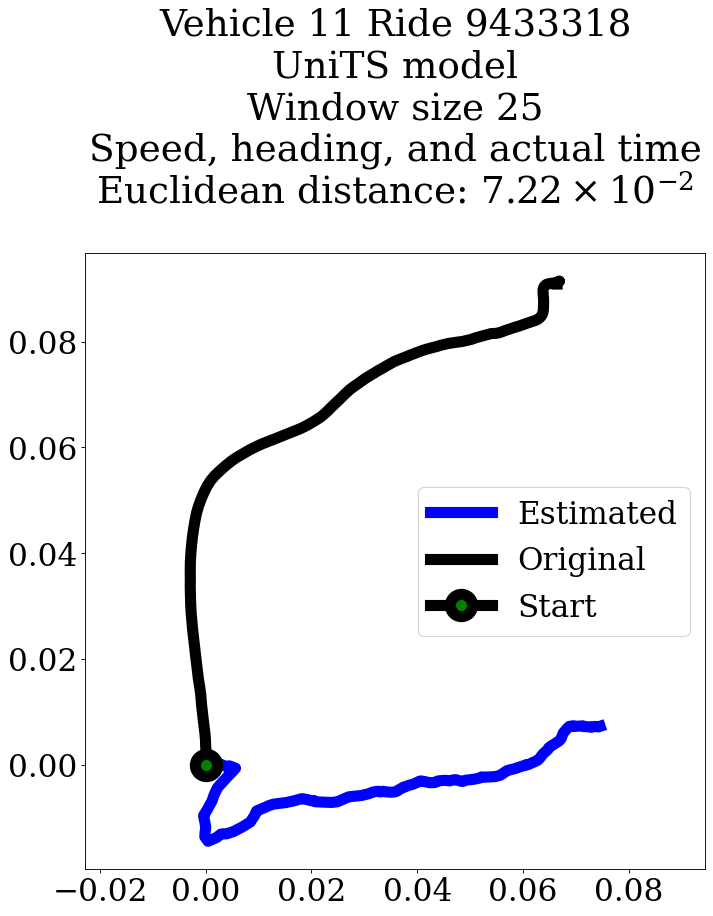 Vehicle 11 Ride 9433318
UniTS model
Window size 25
Speed, heading, and actual time
Euclidean distance: 7.22 × 10⁻²
0.08
0.06
0.04
0.02
0.00
Estimated
Original
Start
−0.02 0.00 0.02 0.04 0.06 0.08